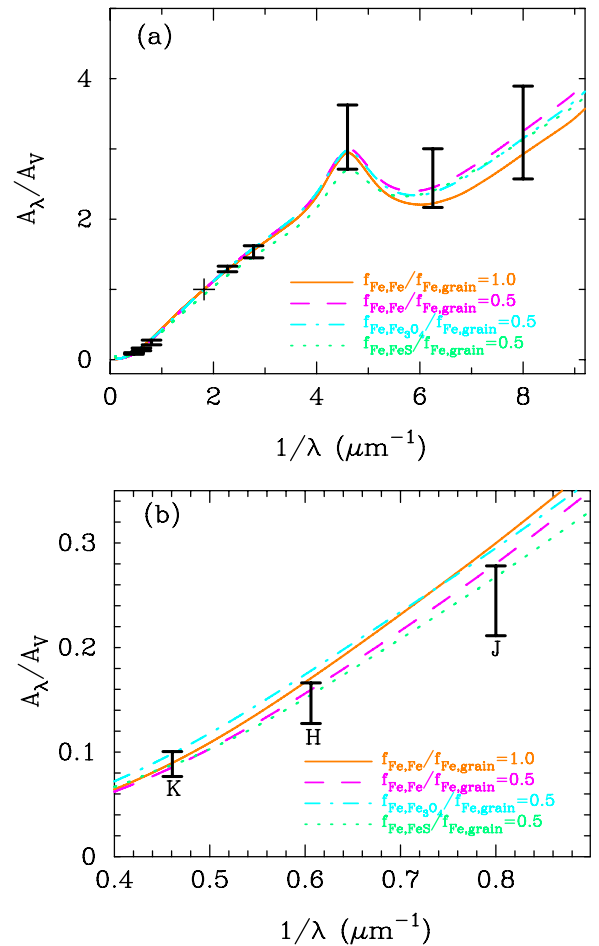 (a)
4
2
0
A_λ/A_V
f_Fe,Fe/f_Fe,grain=1.0
f_Fe,Fe/f_Fe,grain=0.5
f_Fe,Fe₃O₄/f_Fe,grain=0.5
f_Fe,FeS/f_Fe,grain=0.5
0 2 4 6 8
1/λ (μm⁻¹)
(b)
0.3
0.2
0.1
0
A_λ/A_V
J
H
K
f_Fe,Fe/f_Fe,grain=1.0
f_Fe,Fe/f_Fe,grain=0.5
f_Fe,Fe₃O₄/f_Fe,grain=0.5
f_Fe,FeS/f_Fe,grain=0.5
0.4 0.5 0.6 0.7 0.8
1/λ (μm⁻¹)